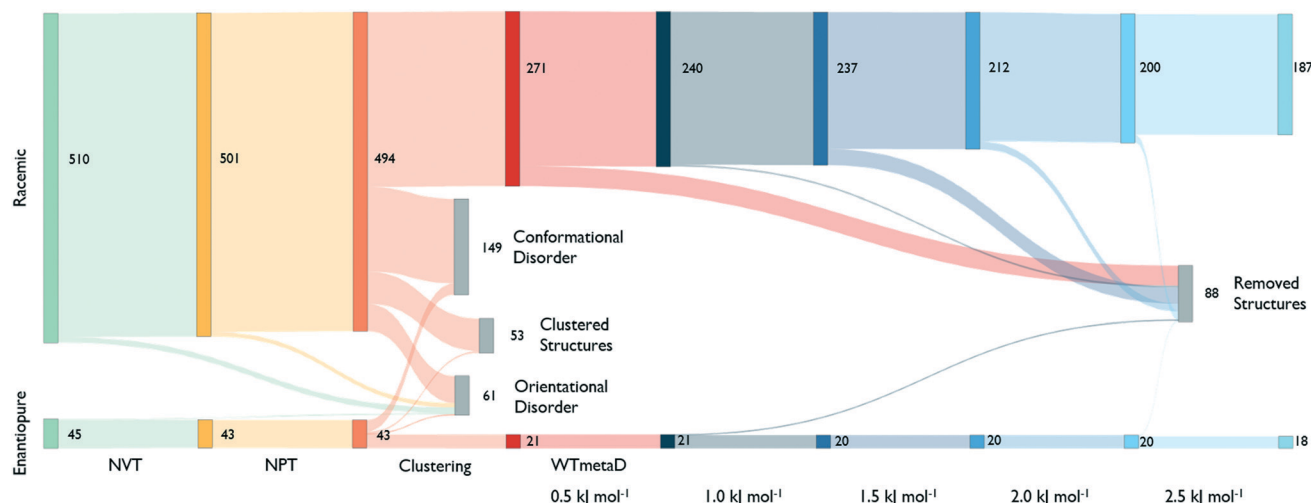 Racemic
510
501
494
271
240
237
212
200
187
149
Conformational
Disorder
53
Clustered
Structures
61
Orientational
Disorder
88
Removed
Structures
Enantiopure
45
43
43
21
21
20
20
20
18
NVT
NPT
Clustering
WTmetaD
0.5 kJ mol⁻¹
1.0 kJ mol⁻¹
1.5 kJ mol⁻¹
2.0 kJ mol⁻¹
2.5 kJ mol⁻¹